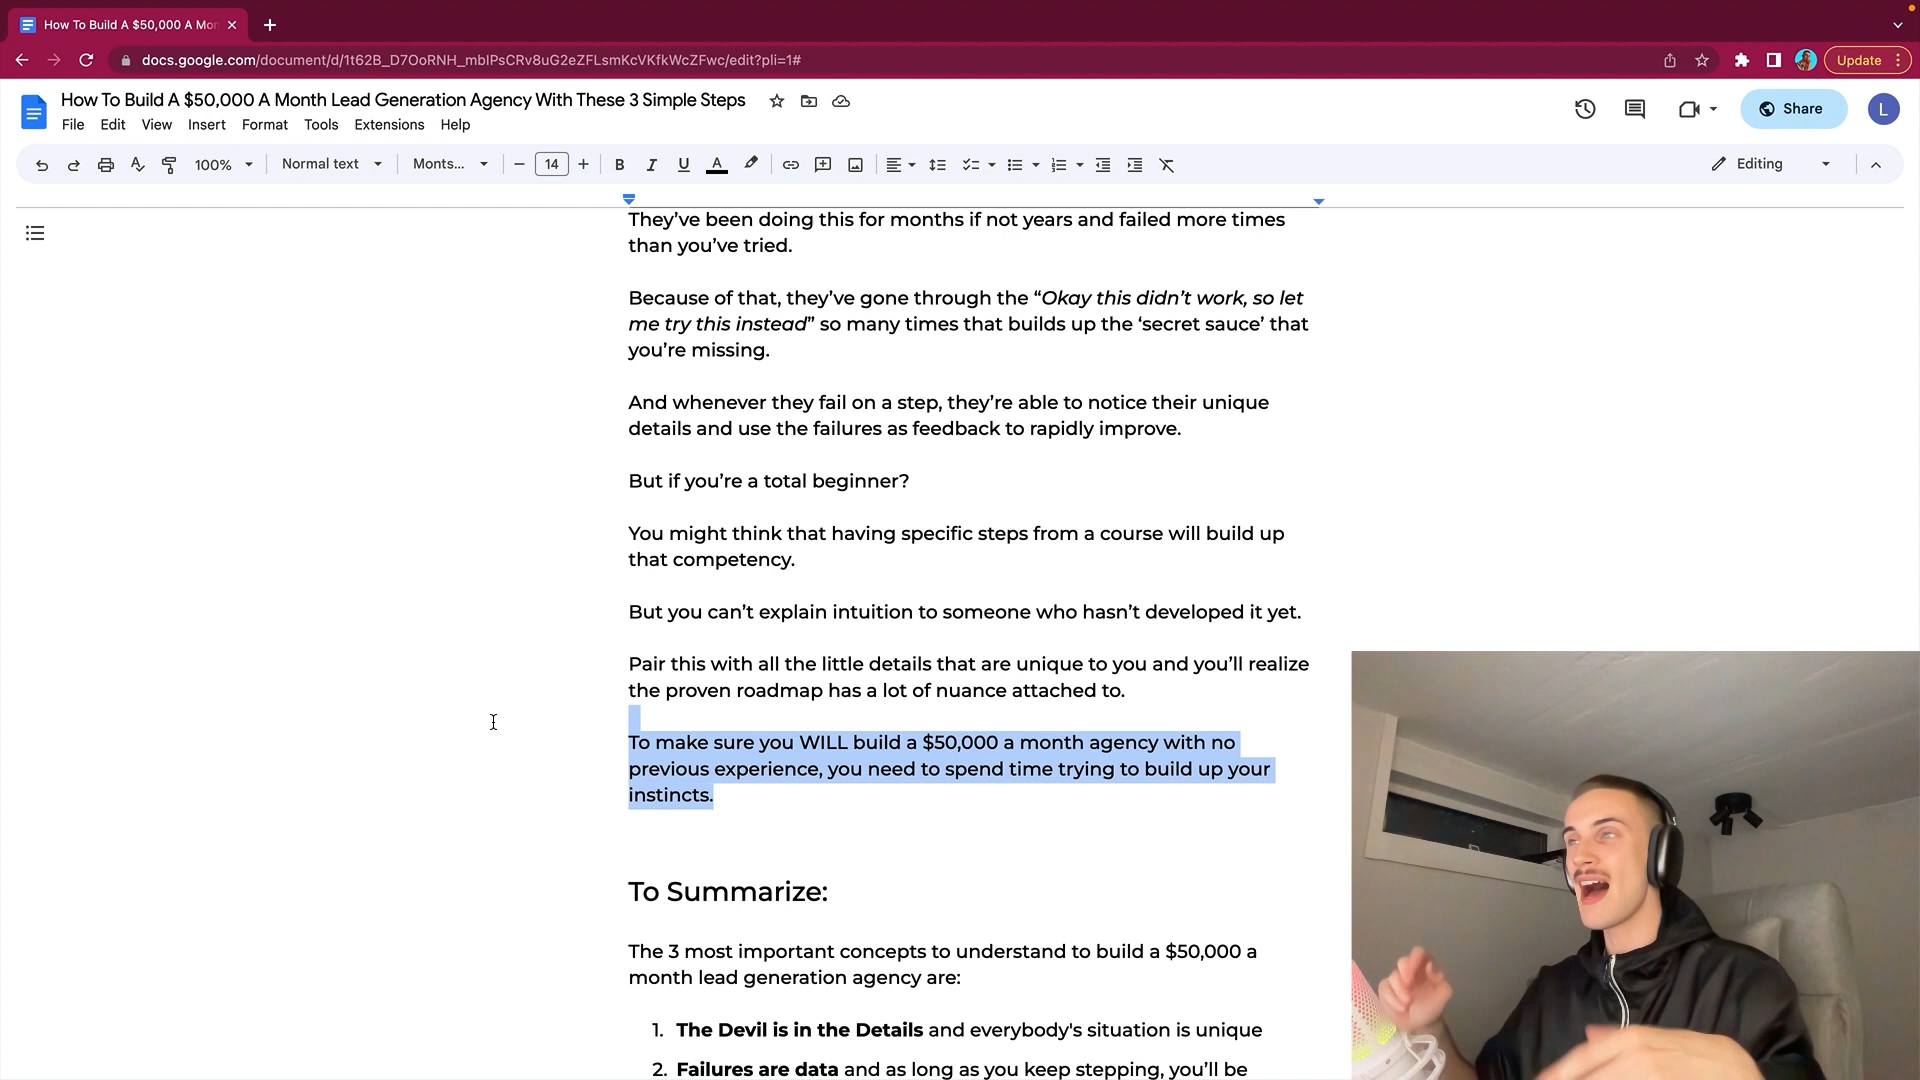 How To Build A $50,000 A Mon
docs.google.com/document/d/1t62B_D7OoRNH_mbIPsCRv8uG2eZFLsmKcVKfkWcZFwc/edit?pli=1#
Update
How To Build A $50,000 A Month Lead Generation Agency With These 3 Simple Steps
Share
L
File Edit View Insert Format Tools Extensions Help
100% Normal text Monts... 14 B I U A Editing
They’ve been doing this for months if not years and failed more times
than you’ve tried.
Because of that, they’ve gone through the “Okay this didn’t work, so let
me try this instead” so many times that builds up the ‘secret sauce’ that
you’re missing.
And whenever they fail on a step, they’re able to notice their unique
details and use the failures as feedback to rapidly improve.
But if you’re a total beginner?
You might think that having specific steps from a course will build up
that competency.
But you can’t explain intuition to someone who hasn’t developed it yet.
Pair this with all the little details that are unique to you and you’ll realize
the proven roadmap has a lot of nuance attached to.
To make sure you WILL build a $50,000 a month agency with no
previous experience, you need to spend time trying to build up your
instincts.
To Summarize:
The 3 most important concepts to understand to build a $50,000 a
month lead generation agency are:
1. The Devil is in the Details and everybody's situation is unique
2. Failures are data and as long as you keep stepping, you’ll be